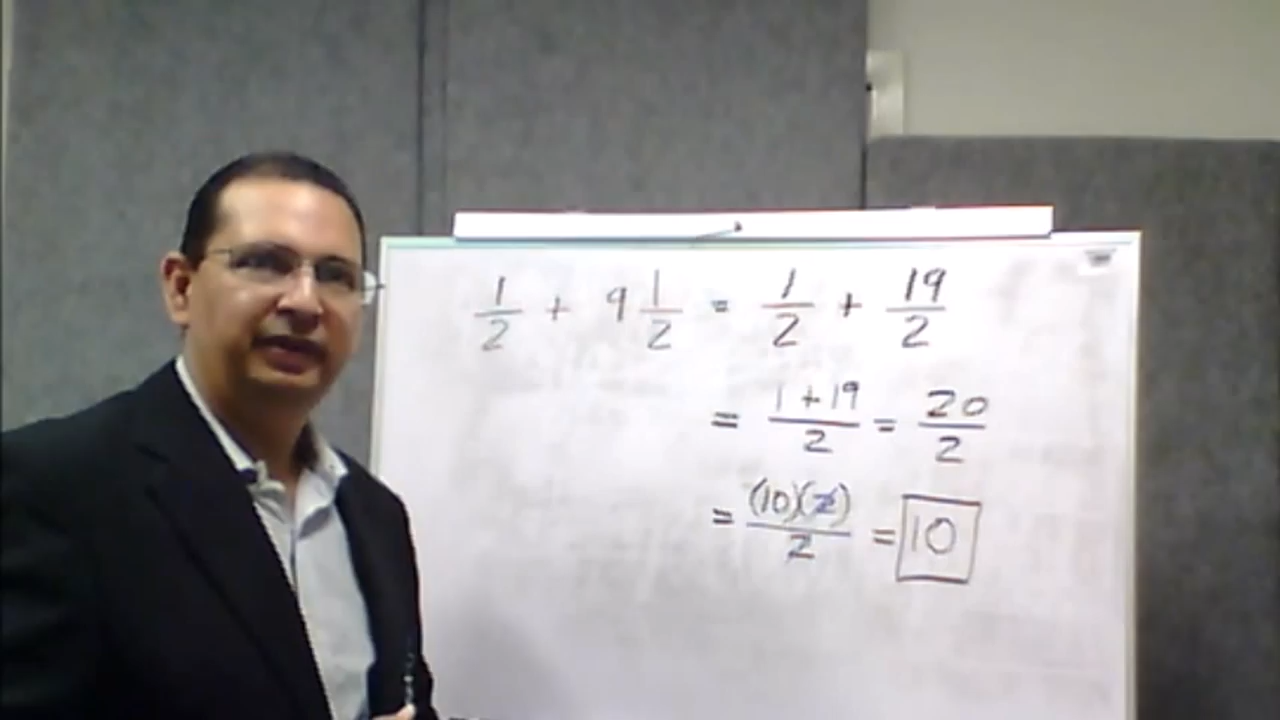 1/2 + 9 1/2 = 1/2 + 19/2
= 1+19/2 = 20/2
= (10)(2)/2 = 10